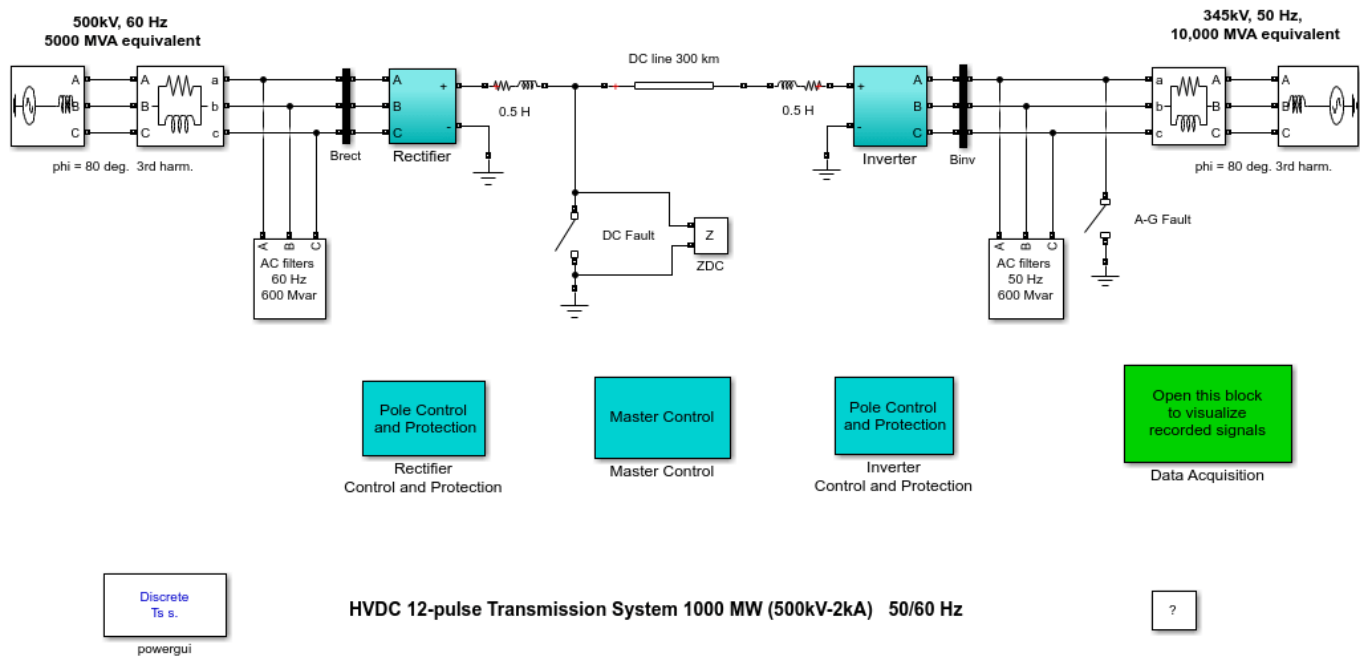 500kV, 60 Hz
5000 MVA equivalent
345kV, 50 Hz,
10,000 MVA equivalent
A
B
C
A
B
C
a
b
c
phi = 80 deg. 3rd harm.
Brect
A
B
C
+
-
Rectifier
0.5 H
DC line 300 km
0.5 H
+
-
A
B
C
Inverter
Binv
a
b
c
A
B
C
A
B
C
phi = 80 deg. 3rd harm.
A
B
C
AC filters
60 Hz
600 Mvar
DC Fault
Z
ZDC
A
B
C
AC filters
50 Hz
600 Mvar
A-G Fault
Pole Control
and Protection
Rectifier
Control and Protection
Master Control
Master Control
Pole Control
and Protection
Inverter
Control and Protection
Open this block
to visualize
recorded signals
Data Acquisition
Discrete
Ts s.
powergui
HVDC 12-pulse Transmission System 1000 MW (500kV-2kA) 50/60 Hz
?